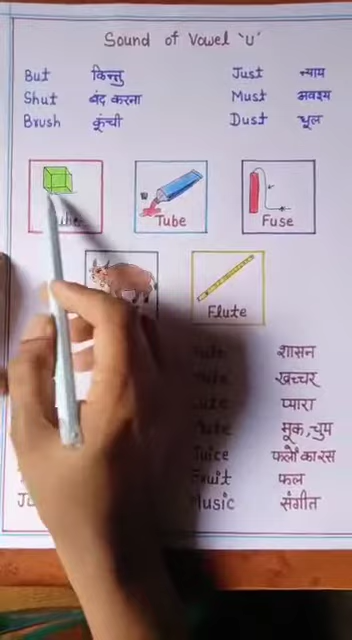 Sound of Vowel 'U'
But किन्तु Just न्याय
Shut बंद करना Must अवश्य
Brush कूंची Dust धूल
Tube Fuse
Flute
शासन
खच्चर
प्यारा
मूक,चुप
Juice फलों का रस
Fruit फल
Music संगीत